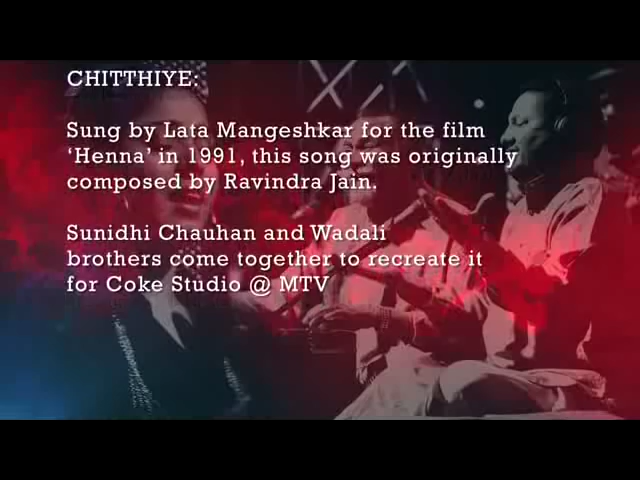 CHITTHIYE:
Sung by Lata Mangeshkar for the film
‘Henna’ in 1991, this song was originally
composed by Ravindra Jain.
Sunidhi Chauhan and Wadali
brothers come together to recreate it
for Coke Studio @ MTV